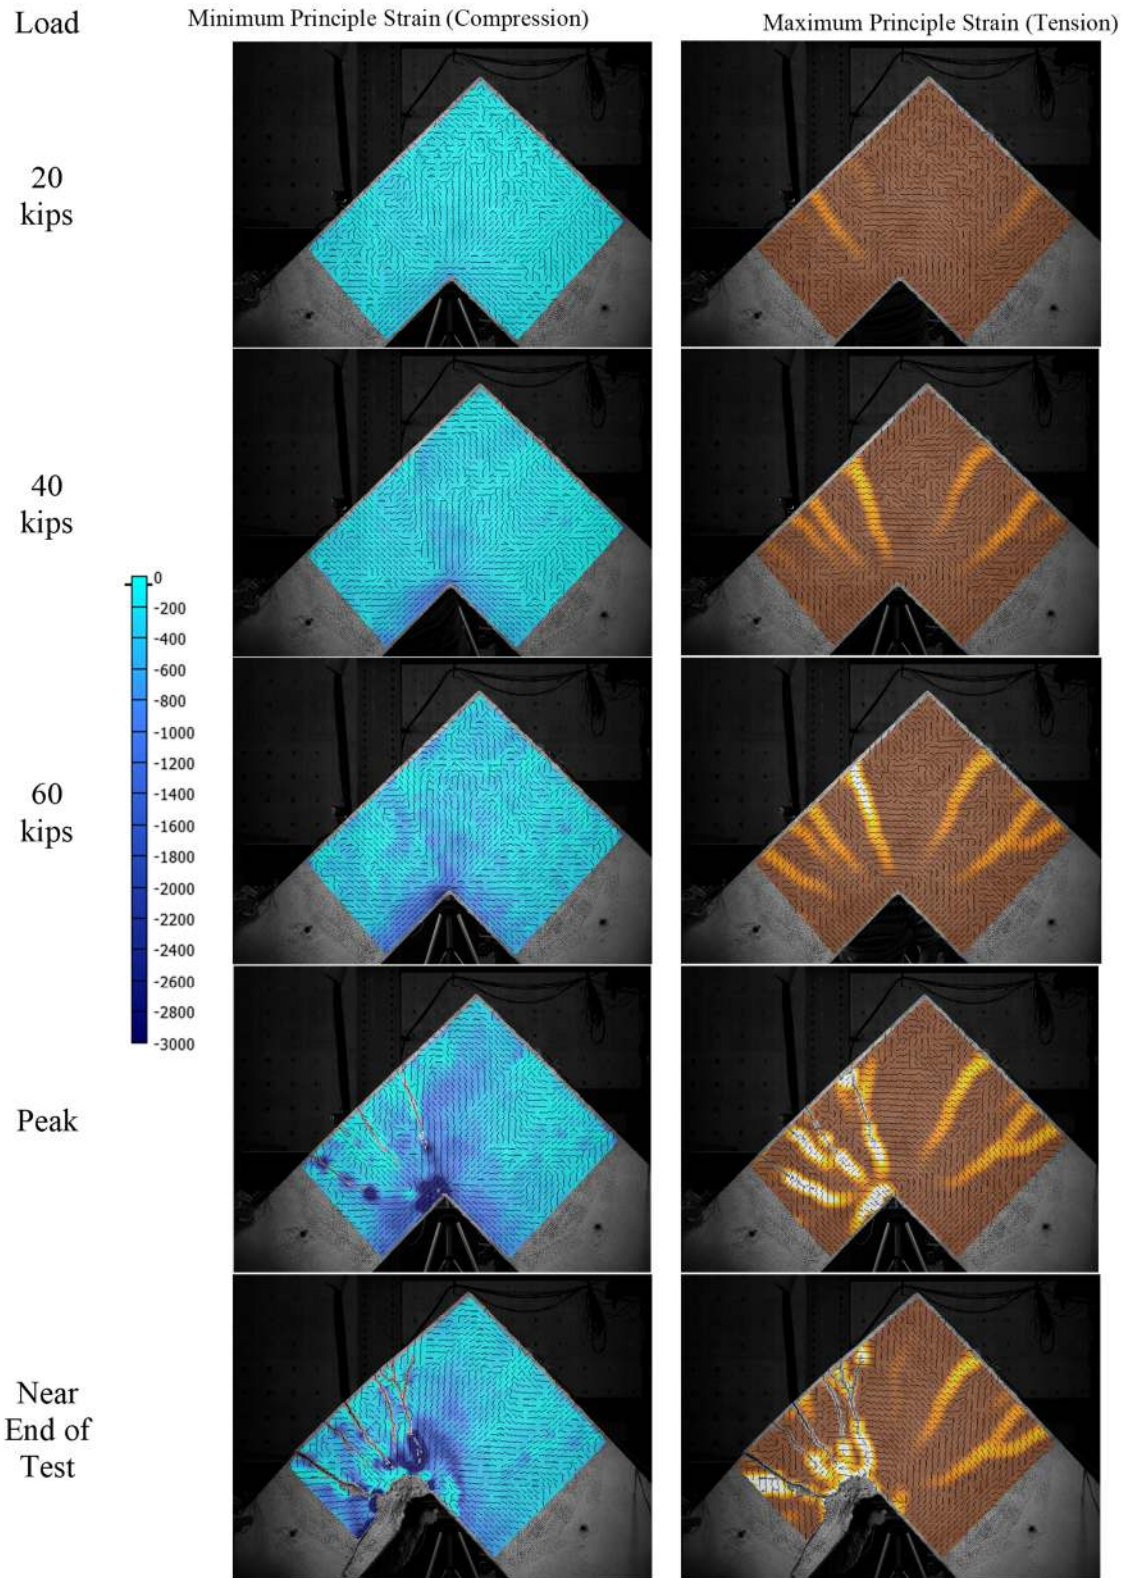 Load
Minimum Principle Strain (Compression)
Maximum Principle Strain (Tension)
20
kips
40
kips
0
-200
-400
-600
-800
-1000
-1200
-1400
-1600
-1800
-2000
-2200
-2400
-2600
-2800
-3000
60
kips
Peak
Near
End of
Test